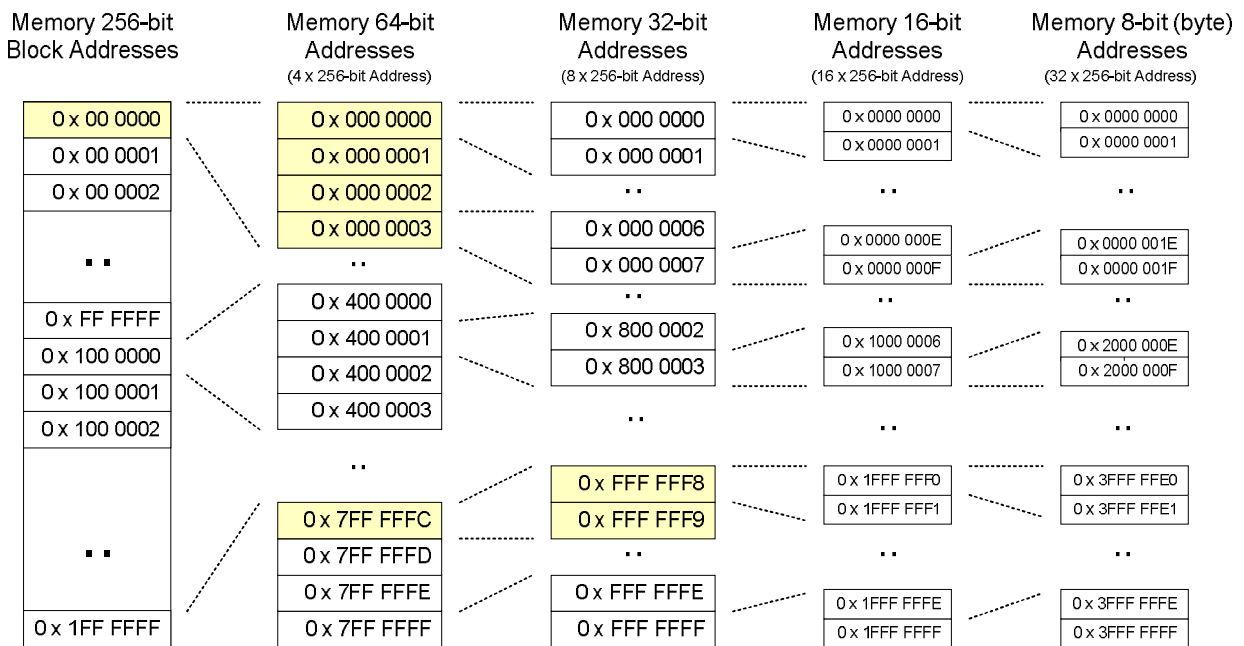 Memory 256-bit
Block Addresses
0 x 00 0000
0 x 00 0001
0 x 00 0002
..
0 x FF FFFF
0 x 100 0000
0 x 100 0001
0 x 100 0002
..
0 x 1FF FFFF
Memory 64-bit
Addresses
(4 x 256-bit Address)
0 x 000 0000
0 x 000 0001
0 x 000 0002
0 x 000 0003
..
0 x 400 0000
0 x 400 0001
0 x 400 0002
0 x 400 0003
..
0 x 7FF FFFC
0 x 7FF FFFD
0 x 7FF FFFE
0 x 7FF FFFF
Memory 32-bit
Addresses
(8 x 256-bit Address)
0 x 000 0000
0 x 000 0001
..
0 x 000 0006
0 x 000 0007
..
0 x 800 0002
0 x 800 0003
..
0 x FFF FFF8
0 x FFF FFF9
..
0 x FFF FFFE
0 x FFF FFFF
Memory 16-bit
Addresses
(16 x 256-bit Address)
0 x 0000 0000
0 x 0000 0001
..
0 x 0000 000E
0 x 0000 000F
..
0 x 1000 0006
0 x 1000 0007
..
0 x 1FFF FFF0
0 x 1FFF FFF1
..
0 x 1FFF FFFE
0 x 1FFF FFFF
Memory 8-bit (byte)
Addresses
(32 x 256-bit Address)
0 x 0000 0000
0 x 0000 0001
..
0 x 0000 001E
0 x 0000 001F
..
0 x 2000 000E
0 x 2000 000F
..
0 x 3FFF FFE0
0 x 3FFF FFE1
..
0 x 3FFF FFFE
0 x 3FFF FFFF